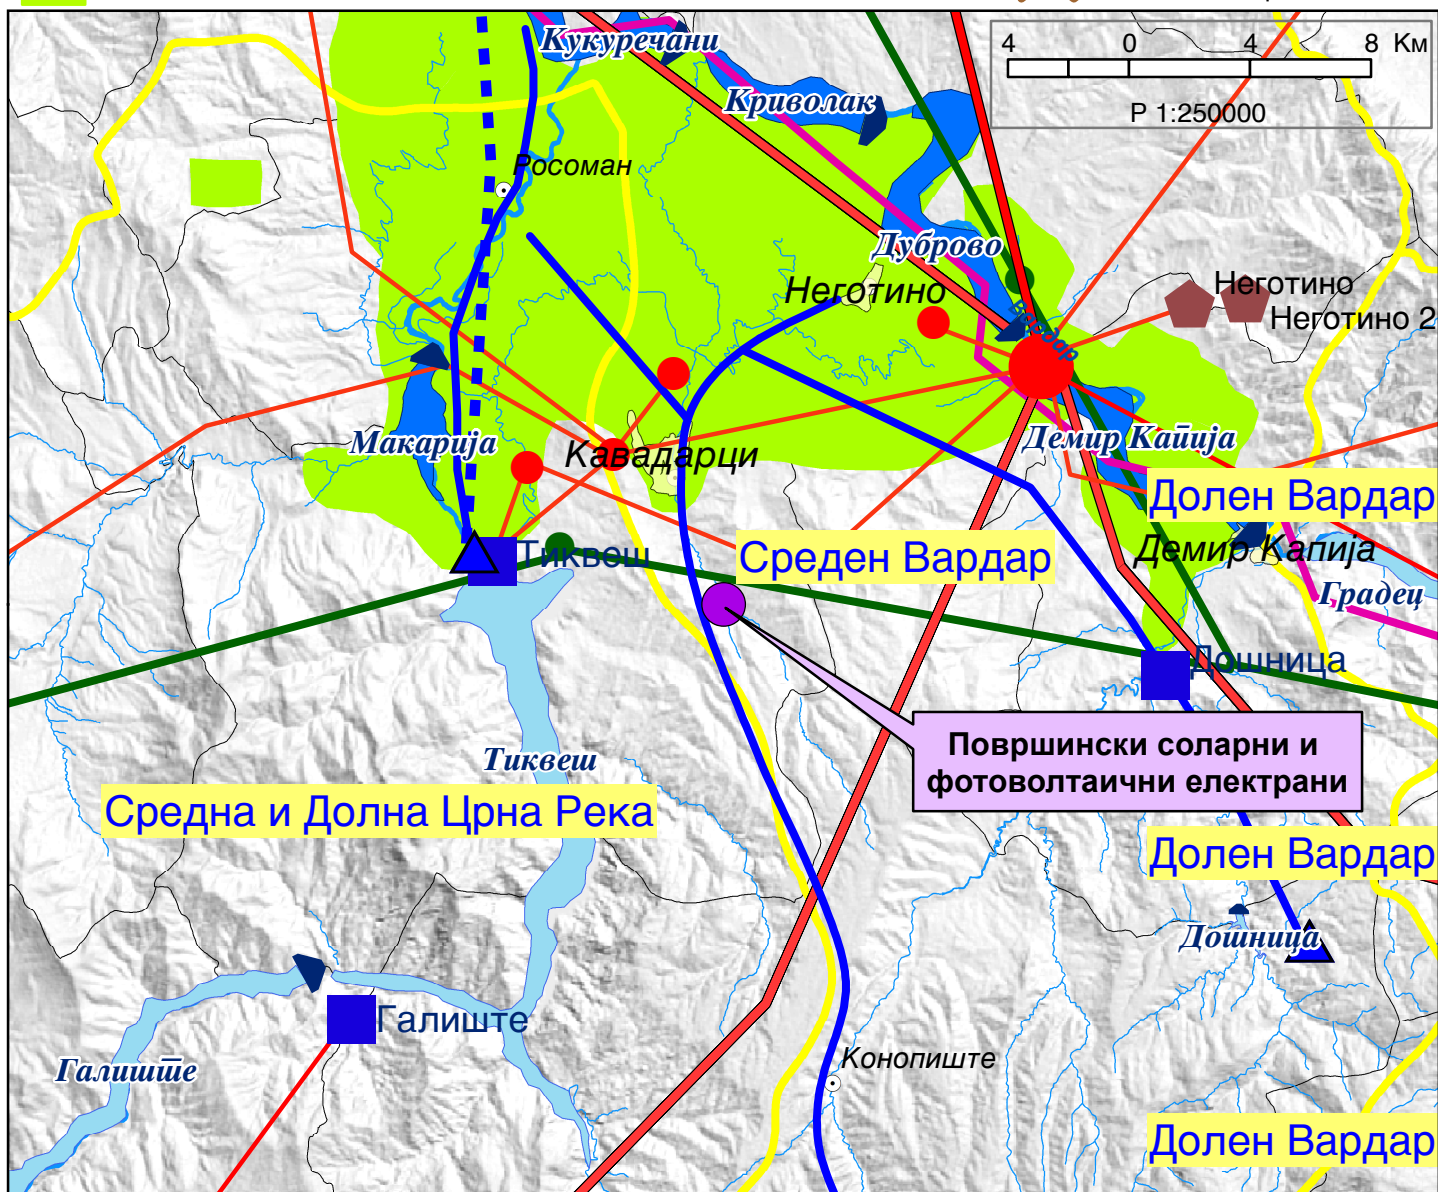 Кукуречани
4 0 4 8 Км
Криволак
Р 1:250000
Росоман
Дуброво
Неготино
Неготино
Неготино 2
Вардар
Макарија
Кавадарци
Демир Капија
Долен Вардар
Тиквеш
Среден Вардар
Демир Капија
Градец
Дошница
Површински соларни и
фотоволтаични електрани
Тиквеш
Средна и Долна Црна Река
Долен Вардар
Дошница
Галиште
Конопиште
Галиште
Долен Вардар